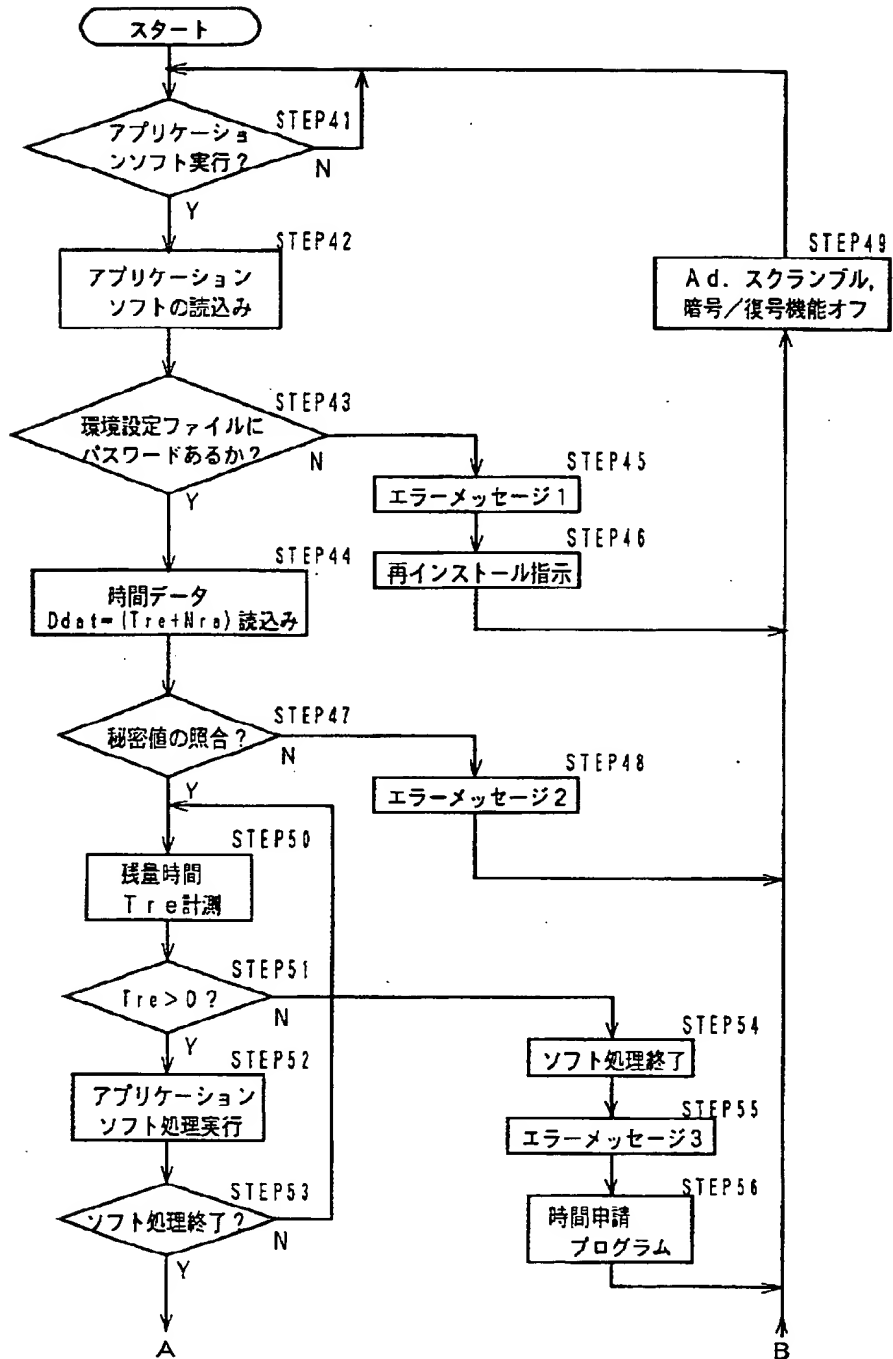 スタート
STEP41
アプリケーショ
ンソフト実行？
N
Y
STEP42
アプリケーション
ソフトの読込み
STEP49
Ad．スクランブル，
暗号／復号機能オフ
STEP43
環境設定ファイルに
パスワードあるか？
N
Y
STEP45
エラーメッセージ1
STEP46
再インストール指示
STEP44
時間データ
Ddat=(Tre+Nra)読込み
STEP47
秘密値の照合？
N
Y
STEP48
エラーメッセージ2
STEP50
残量時間
Tre計測
STEP51
Tre>0？
N
Y
STEP52
アプリケーション
ソフト処理実行
STEP54
ソフト処理終了
STEP55
エラーメッセージ3
STEP53
ソフト処理終了？
N
Y
STEP56
時間申請
プログラム
A
B